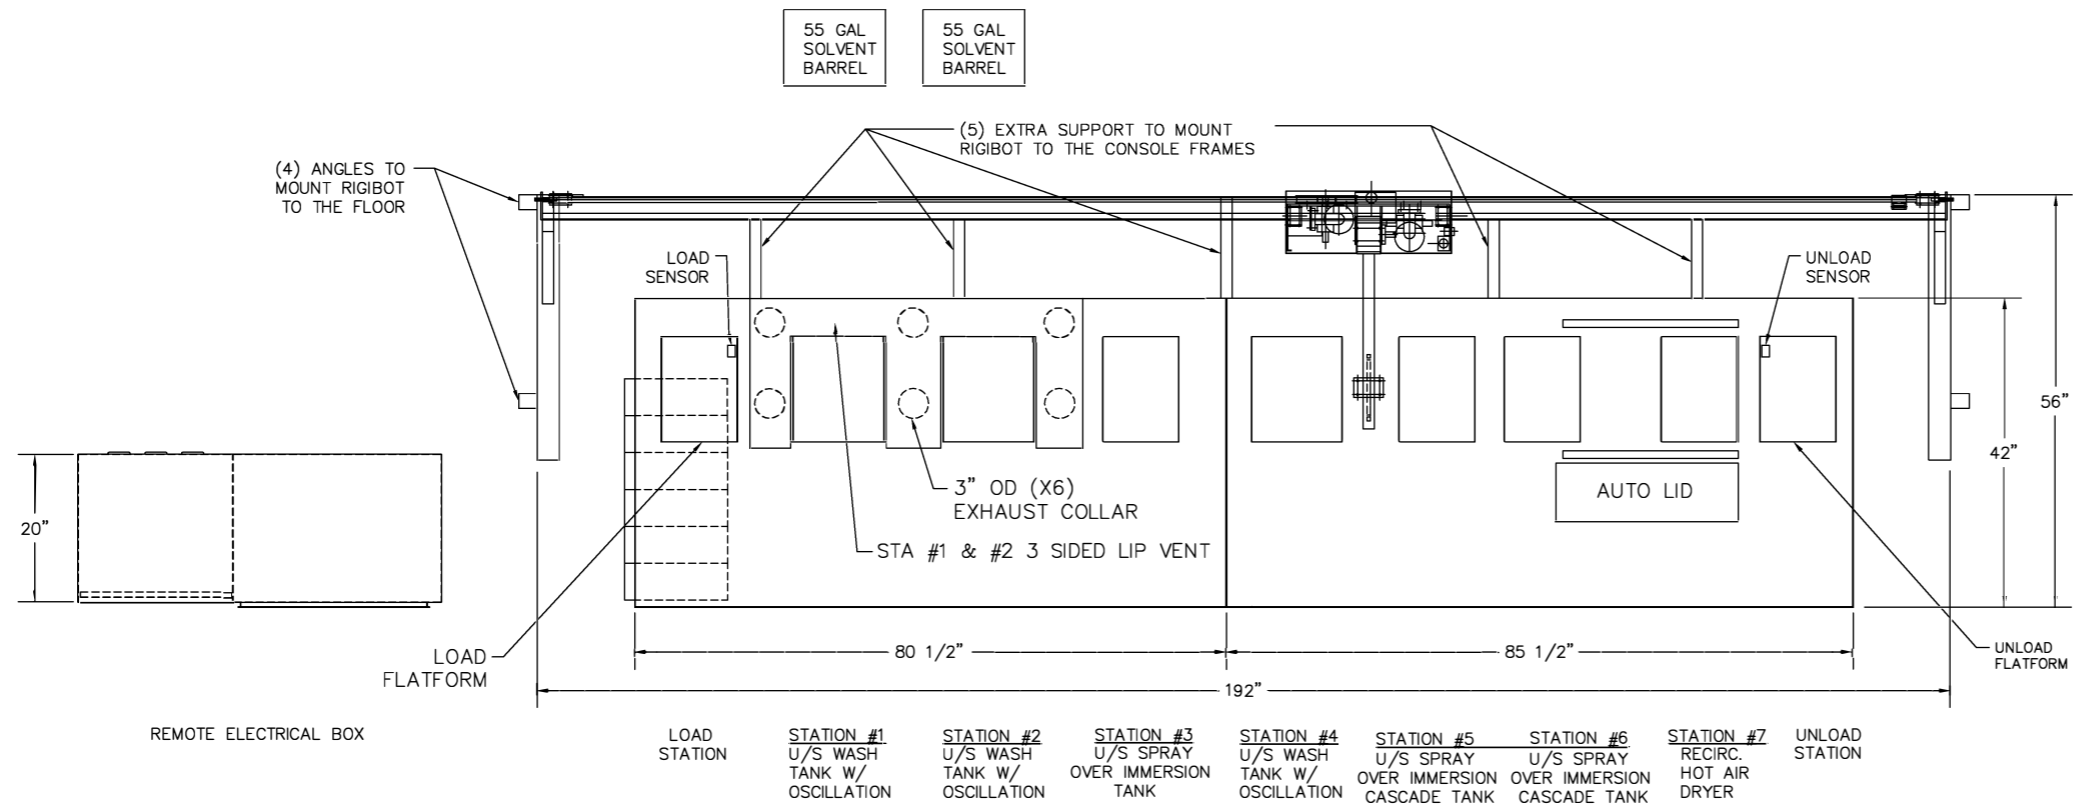 55 GAL
SOLVENT
BARREL
55 GAL
SOLVENT
BARREL
(5) EXTRA SUPPORT TO MOUNT
RIGIBOT TO THE CONSOLE FRAMES
(4) ANGLES TO
MOUNT RIGIBOT
TO THE FLOOR
LOAD
SENSOR
UNLOAD
SENSOR
56"
42"
20"
3" OD (X6)
EXHAUST COLLAR
AUTO LID
STA #1 & #2 3 SIDED LIP VENT
LOAD
FLATFORM
80 1/2"
85 1/2"
UNLOAD
FLATFORM
192"
REMOTE ELECTRICAL BOX
LOAD
STATION
STATION #1
U/S WASH
TANK W/
OSCILLATION
STATION #2
U/S WASH
TANK W/
OSCILLATION
STATION #3
U/S SPRAY
OVER IMMERSION
TANK
STATION #4
U/S WASH
TANK W/
OSCILLATION
STATION #5
U/S SPRAY
OVER IMMERSION
CASCADE TANK
STATION #6
U/S SPRAY
OVER IMMERSION
CASCADE TANK
STATION #7
RECIRC.
HOT AIR
DRYER
UNLOAD
STATION